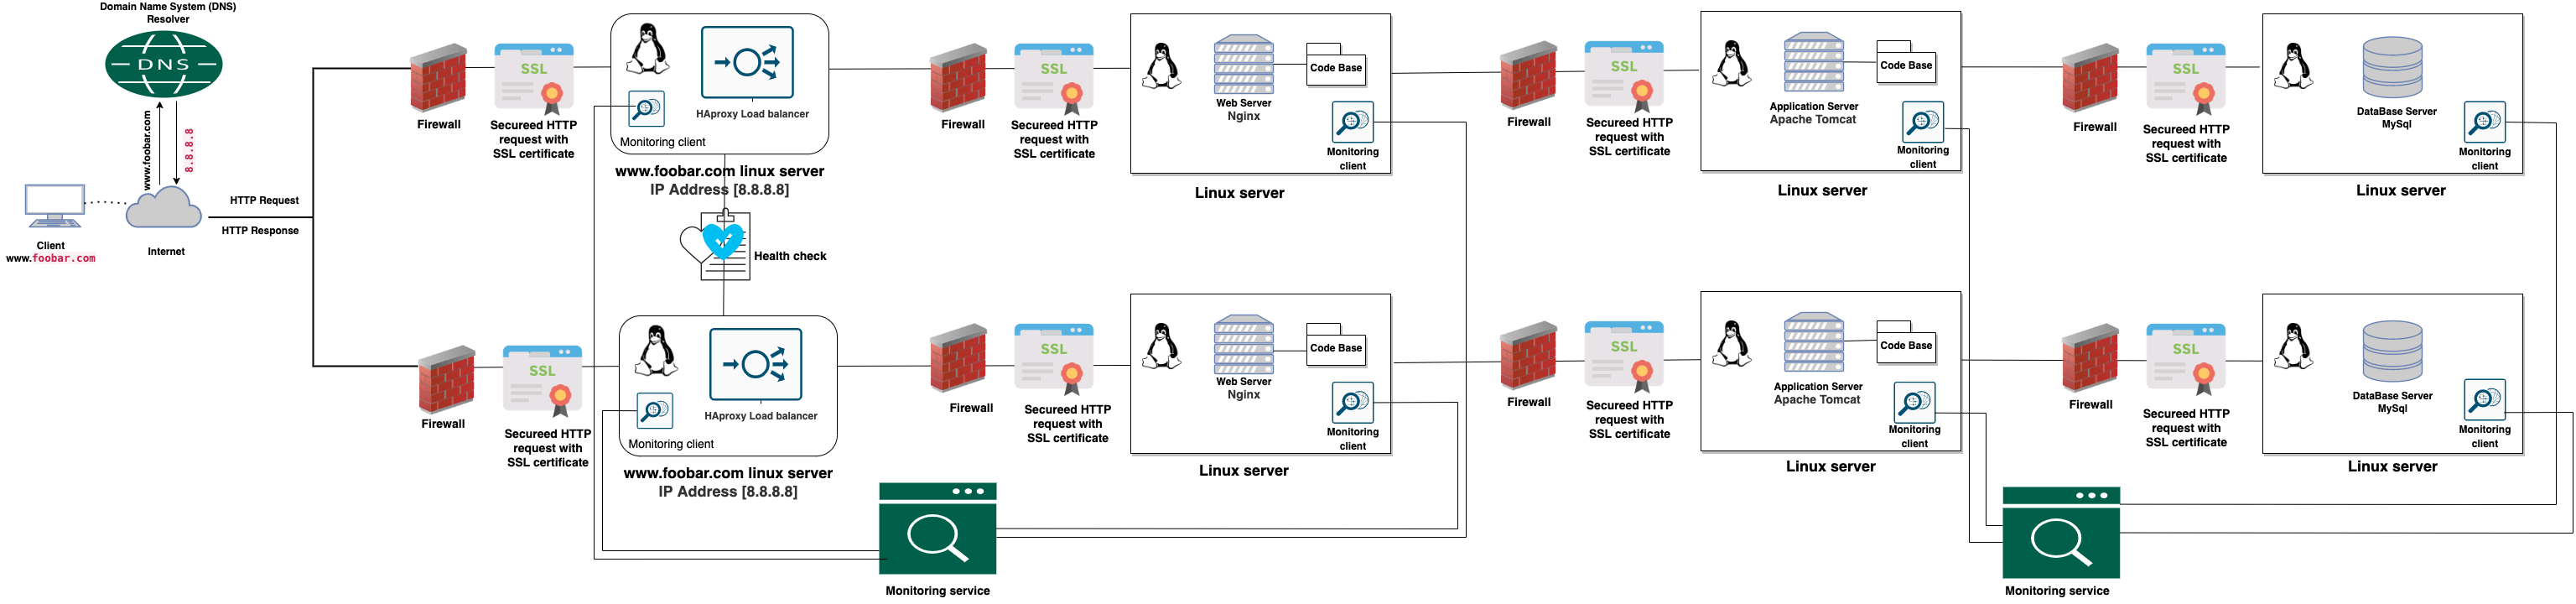 Domain Name System (DNS)
Resolver
DNS
www.foobar.com
8.8.8.8
Client
www.foobar.com
Internet
HTTP Request
HTTP Response
Firewall
SSL
Secureed HTTP
request with
SSL certificate
HAproxy Load balancer
Monitoring client
www.foobar.com linux server
IP Address [8.8.8.8]
Health check
Firewall
SSL
Secureed HTTP
request with
SSL certificate
Web Server
Nginx
Code Base
Monitoring
client
Linux server
Firewall
SSL
Secureed HTTP
request with
SSL certificate
Application Server
Apache Tomcat
Code Base
Monitoring
client
Linux server
Firewall
SSL
Secureed HTTP
request with
SSL certificate
DataBase Server
MySql
Monitoring
client
Linux server
Firewall
SSL
Secureed HTTP
request with
SSL certificate
HAproxy Load balancer
Monitoring client
www.foobar.com linux server
IP Address [8.8.8.8]
Firewall
SSL
Secureed HTTP
request with
SSL certificate
Web Server
Nginx
Code Base
Monitoring
client
Linux server
Firewall
SSL
Secureed HTTP
request with
SSL certificate
Application Server
Apache Tomcat
Code Base
Monitoring
client
Linux server
Firewall
SSL
Secureed HTTP
request with
SSL certificate
DataBase Server
MySql
Monitoring
client
Linux server
Monitoring service
Monitoring service